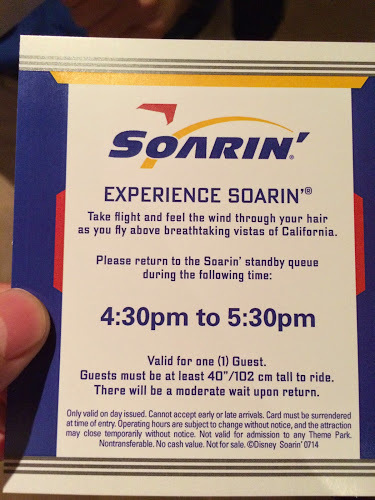 SOARIN'®
EXPERIENCE SOARIN'®
Take flight and feel the wind through your hair
as you fly above breathtaking vistas of California.
Please return to the Soarin' standby queue
during the following time:
4:30pm to 5:30pm
Valid for one (1) Guest.
Guests must be at least 40"/102 cm tall to ride.
There will be a moderate wait upon return.
Only valid on day issued. Cannot accept early or late arrivals. Card must be surrendered
at time of entry. Operating hours are subject to change without notice, and the attraction
may close temporarily without notice. Not valid for admission to any Theme Park.
Nontransferable. No cash value. Not for sale. ©Disney Soarin' 0714